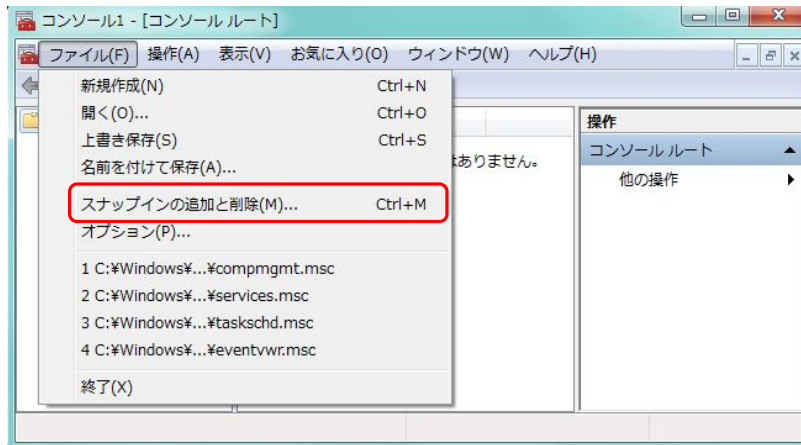 コンソール1 - [コンソール ルート]
ファイル(F) 操作(A) 表示(V) お気に入り(O) ウィンドウ(W) ヘルプ(H)
新規作成(N) Ctrl+N
開く(O)... Ctrl+O
上書き保存(S) Ctrl+S
名前を付けて保存(A)...
スナップインの追加と削除(M)... Ctrl+M
オプション(P)...
1 C:¥Windows¥...¥compmgmt.msc
2 C:¥Windows¥...¥services.msc
3 C:¥Windows¥...¥taskschd.msc
4 C:¥Windows¥...¥eventvwr.msc
終了(X)
はありません。
操作
コンソール ルート
他の操作